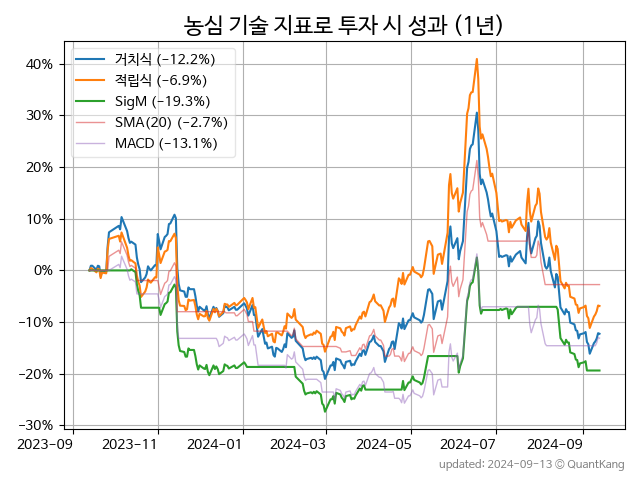 농심 기술 지표로 투자 시 성과 (1년)
거치식 (−12.2%)
적립식 (−6.9%)
SigM (−19.3%)
SMA(20) (−2.7%)
MACD (−13.1%)
40%
30%
20%
10%
0%
−10%
−20%
−30%
2023-09 2023-11 2024-01 2024-03 2024-05 2024-07 2024-09
updated: 2024-09-13 © QuantKang